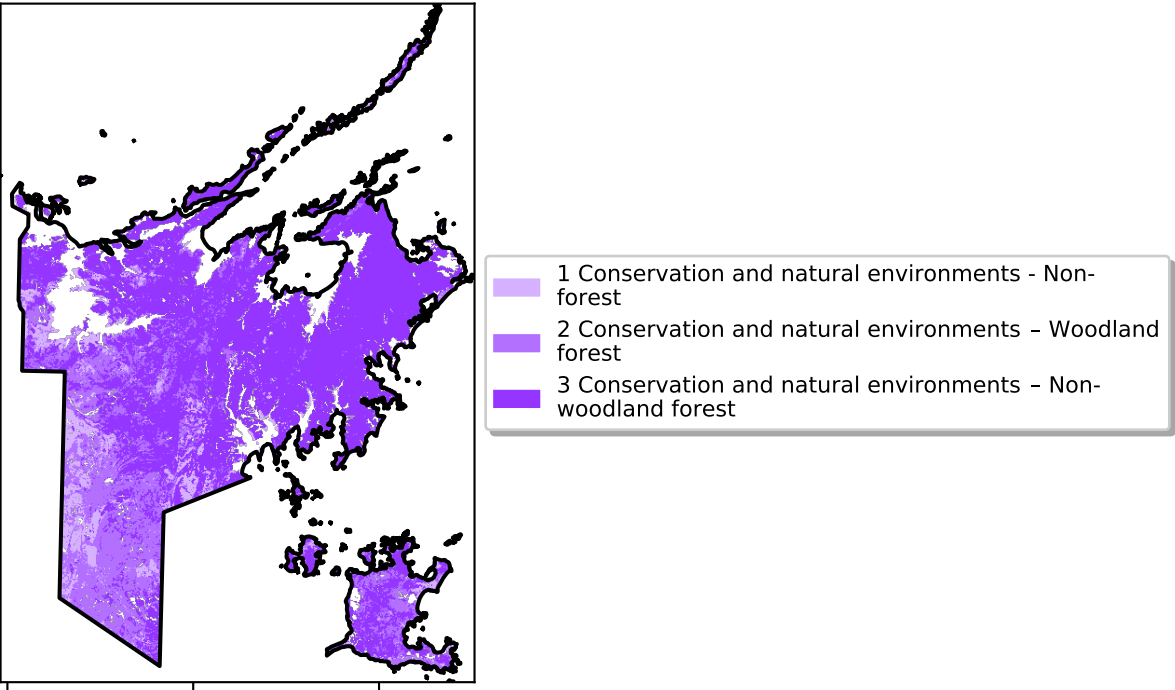 1 Conservation and natural environments - Non-
forest
2 Conservation and natural environments – Woodland
forest
3 Conservation and natural environments – Non-
woodland forest